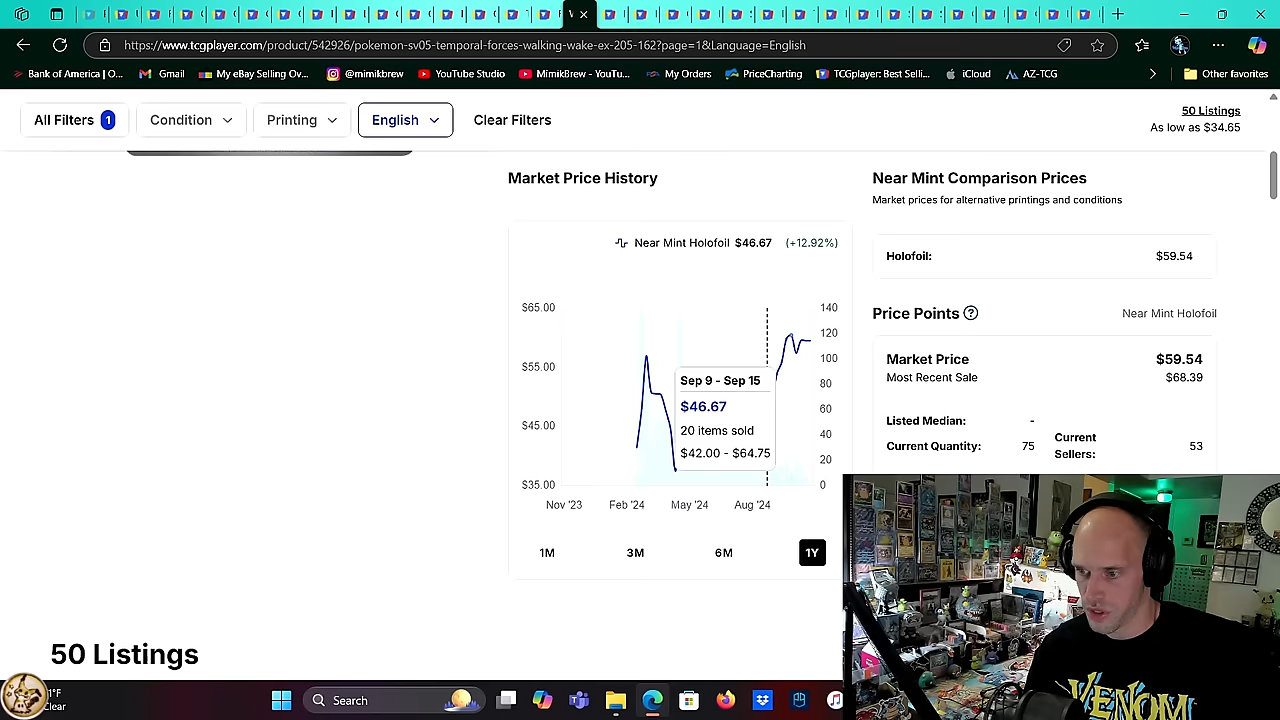 https://www.tcgplayer.com/product/542926/pokemon-sv05-temporal-forces-walking-wake-ex-205-162?page=1&Language=English
Bank of America | O...
Gmail
My eBay Selling Ov...
@mimikbrew
YouTube Studio
MimikBrew - YouTu...
My Orders
PriceCharting
TCGplayer: Best Selli...
iCloud
AZ-TCG
Other favorites
All Filters 1
Condition
Printing
English
Clear Filters
50 Listings
As low as $34.65
Market Price History
Near Mint Holofoil $46.67 (+12.92%)
$65.00
$55.00
$45.00
$35.00
140
120
100
80
60
40
20
0
Sep 9 - Sep 15
$46.67
20 items sold
$42.00 - $64.75
Nov '23
Feb '24
May '24
Aug '24
1M
3M
6M
1Y
Near Mint Comparison Prices
Market prices for alternative printings and conditions
Holofoil: $59.54
Price Points ? Near Mint Holofoil
Market Price $59.54
Most Recent Sale $68.39
Listed Median: -
Current Quantity: 75
Current Sellers: 53
50 Listings
Clear
Search
VENOM